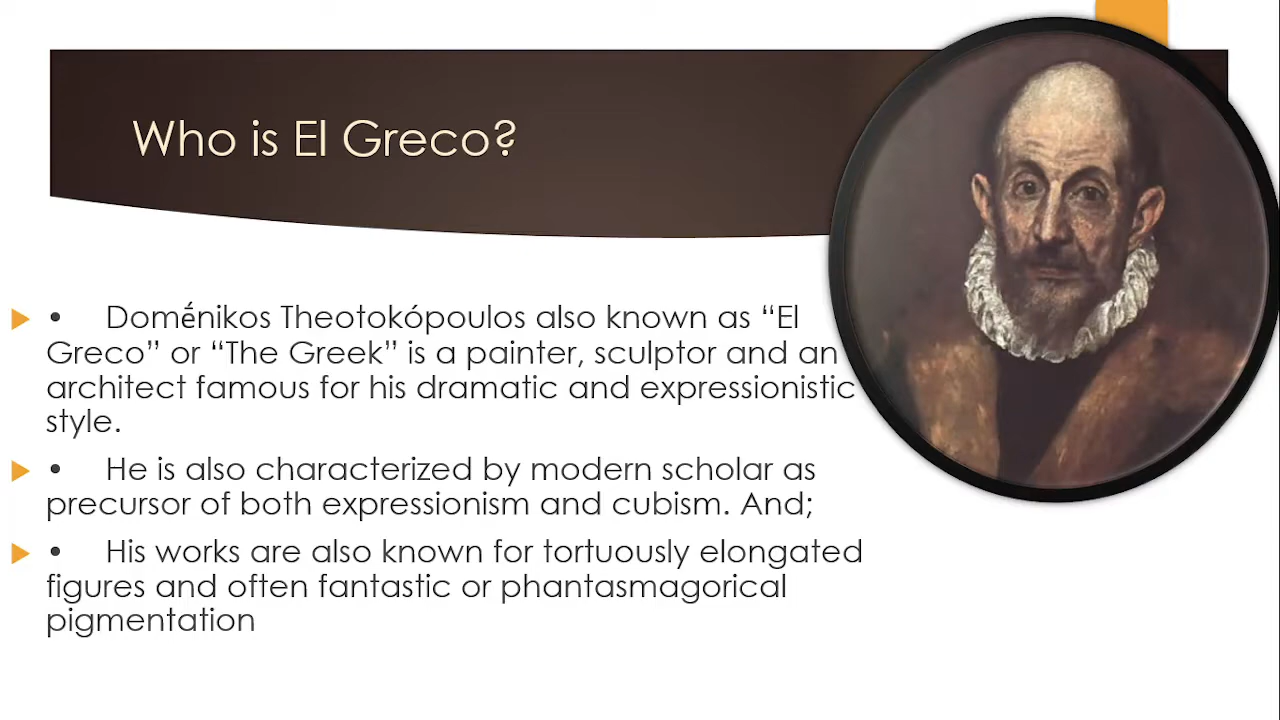 Who is El Greco?
• Domḗnikos Theotokópoulos also known as “El
Greco” or “The Greek” is a painter, sculptor and an
architect famous for his dramatic and expressionistic
style.
• He is also characterized by modern scholar as
precursor of both expressionism and cubism. And;
• His works are also known for tortuously elongated
figures and often fantastic or phantasmagorical
pigmentation